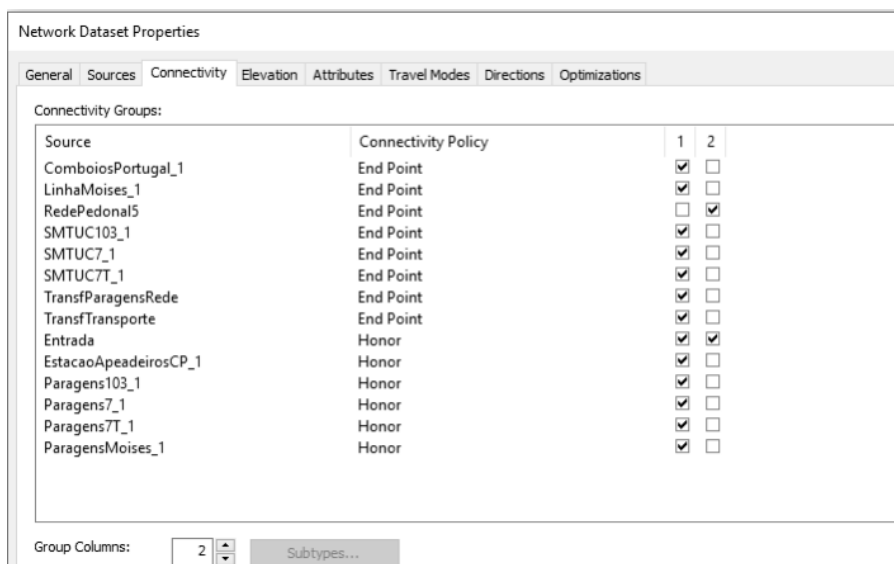 Network Dataset Properties
General Sources Connectivity Elevation Attributes Travel Modes Directions Optimizations
Connectivity Groups:
Source Connectivity Policy 1 2
ComboiosPortugal_1 End Point
LinhaMoises_1 End Point
RedePedonal5 End Point
SMTUC103_1 End Point
SMTUC7_1 End Point
SMTUC7T_1 End Point
TransfParagensRede End Point
TransfTransporte End Point
Entrada Honor
EstacaoApeadeirosCP_1 Honor
Paragens103_1 Honor
Paragens7_1 Honor
Paragens7T_1 Honor
ParagensMoises_1 Honor
Group Columns: 2 Subtypes...